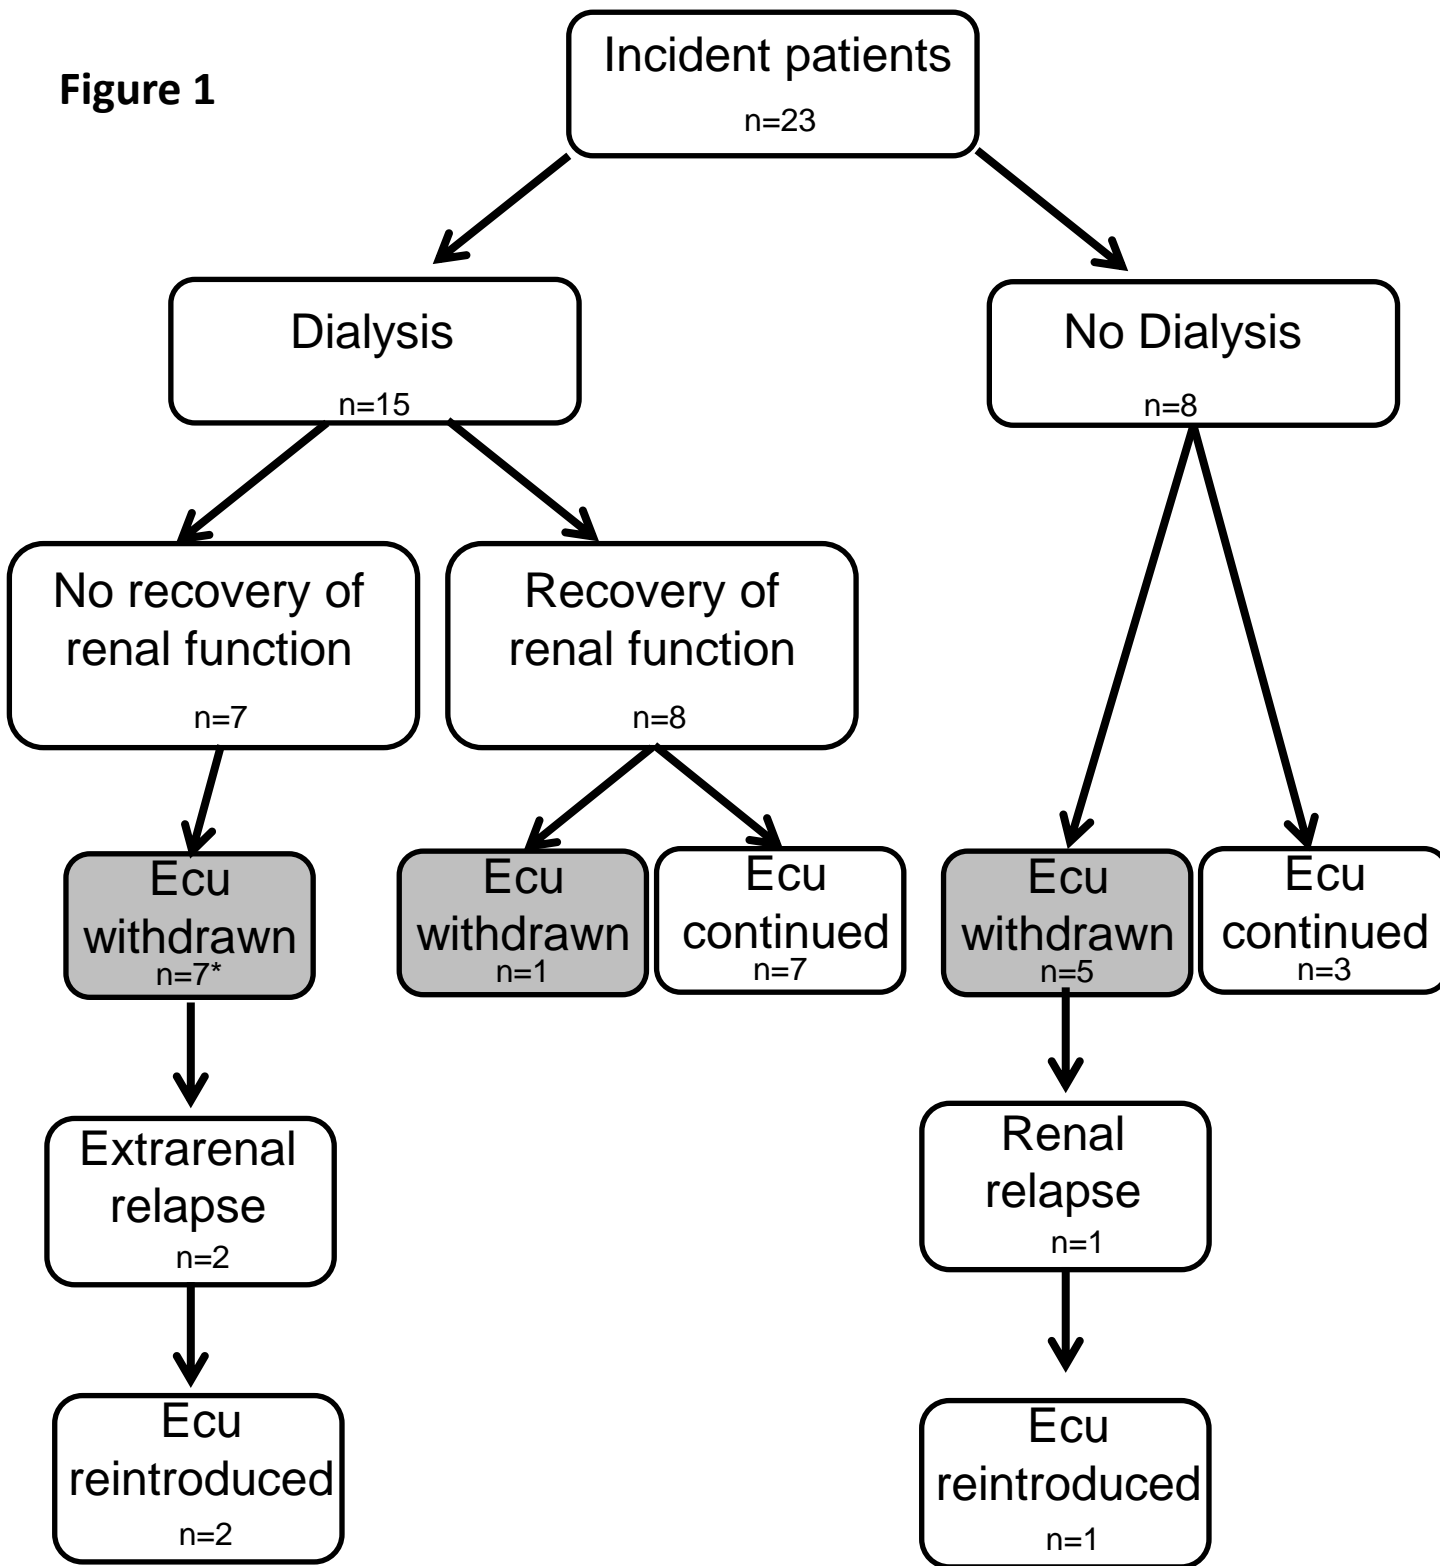 Figure 1
Incident patients
n=23
Dialysis
n=15
No Dialysis
n=8
No recovery of
renal function
n=7
Recovery of
renal function
n=8
Ecu
withdrawn
n=7*
Ecu
withdrawn
n=1
Ecu
continued
n=7
Ecu
withdrawn
n=5
Ecu
continued
n=3
Extrarenal
relapse
n=2
Renal
relapse
n=1
Ecu
reintroduced
n=2
Ecu
reintroduced
n=1